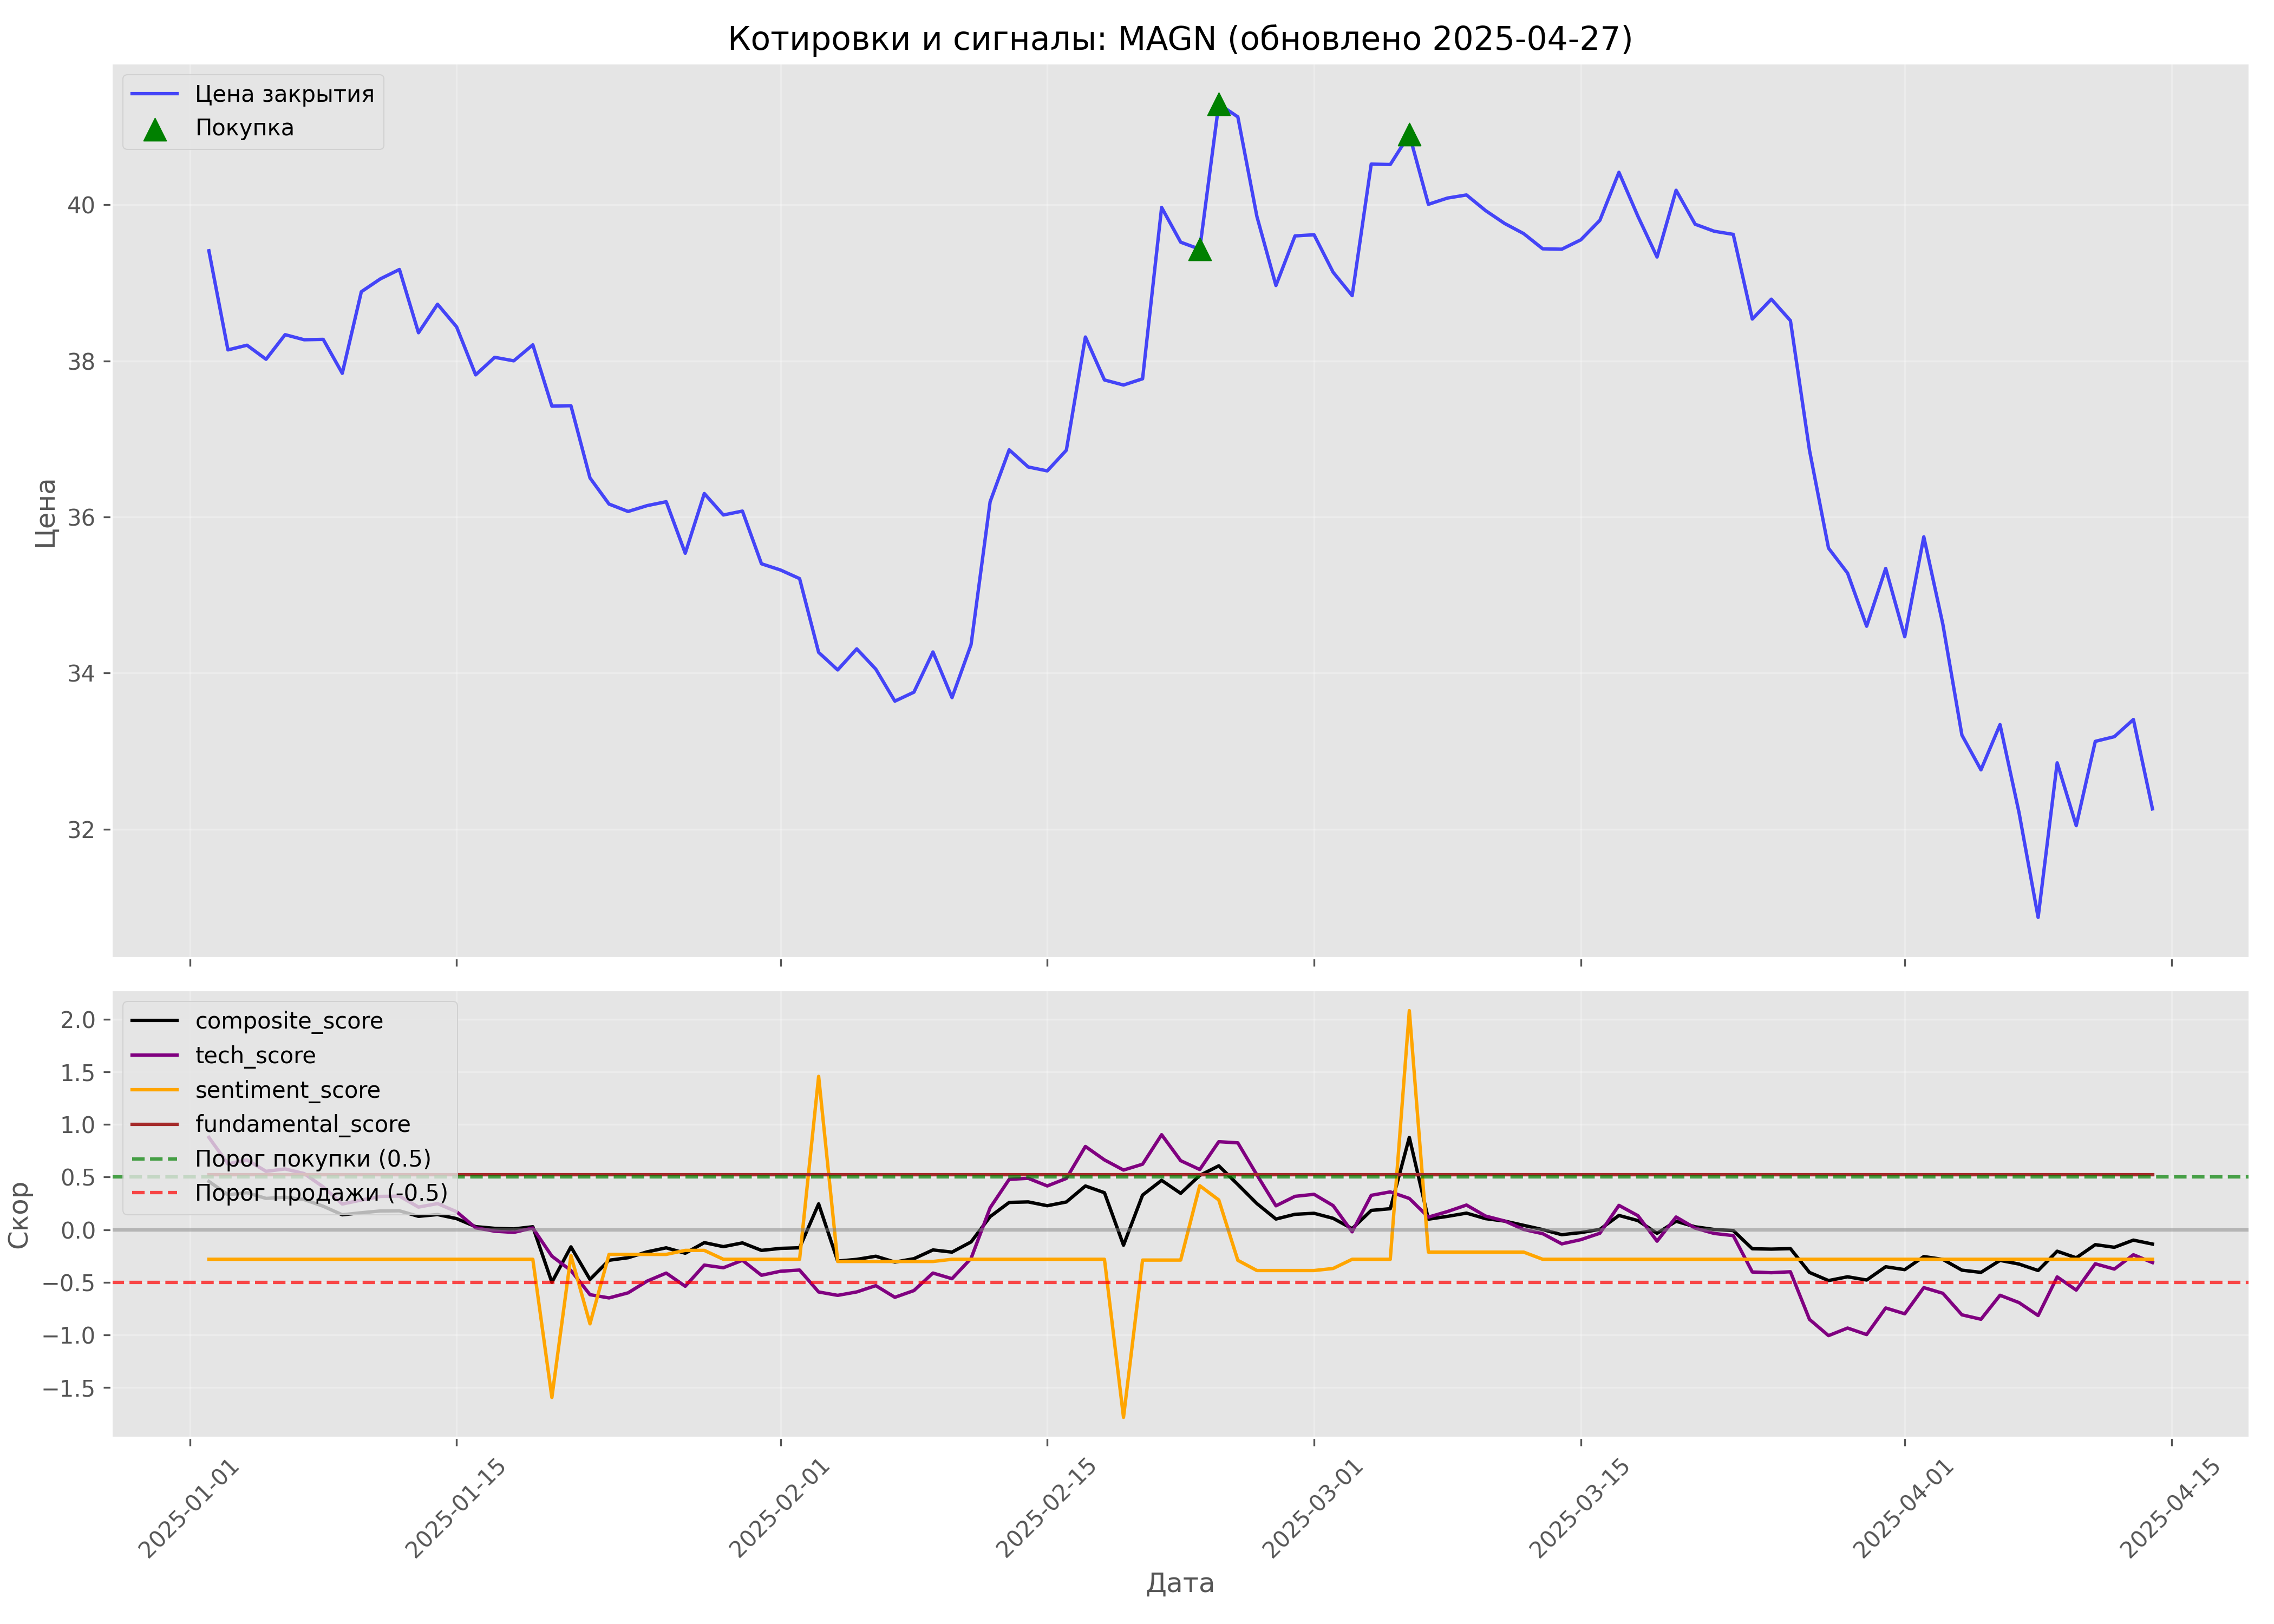 Котировки и сигналы: MAGN (обновлено 2025-04-27)
Цена закрытия
Покупка
Цена
40
38
36
34
32
composite_score
tech_score
sentiment_score
fundamental_score
Порог покупки (0.5)
Порог продажи (-0.5)
Скор
2.0
1.5
1.0
0.5
0.0
−0.5
−1.0
−1.5
2025-01-01
2025-01-15
2025-02-01
2025-02-15
2025-03-01
2025-03-15
2025-04-01
2025-04-15
Дата